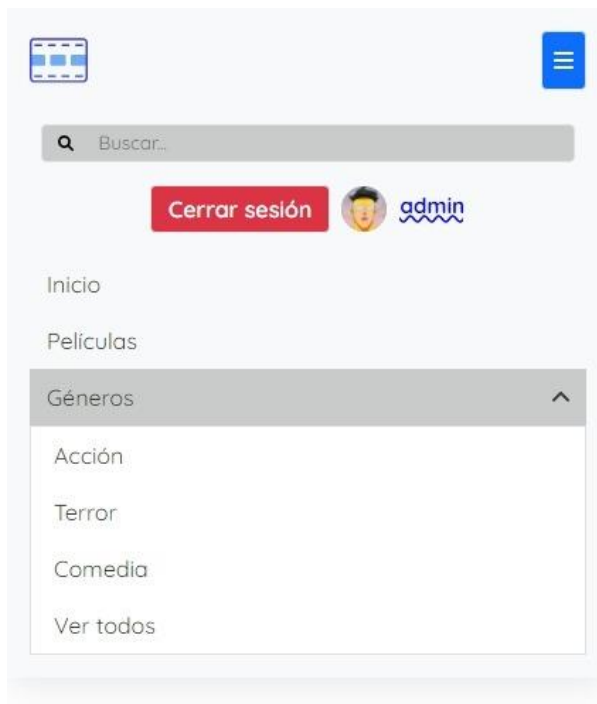 Buscar...
Cerrar sesión admin
Inicio
Películas
Géneros
Acción
Terror
Comedia
Ver todos